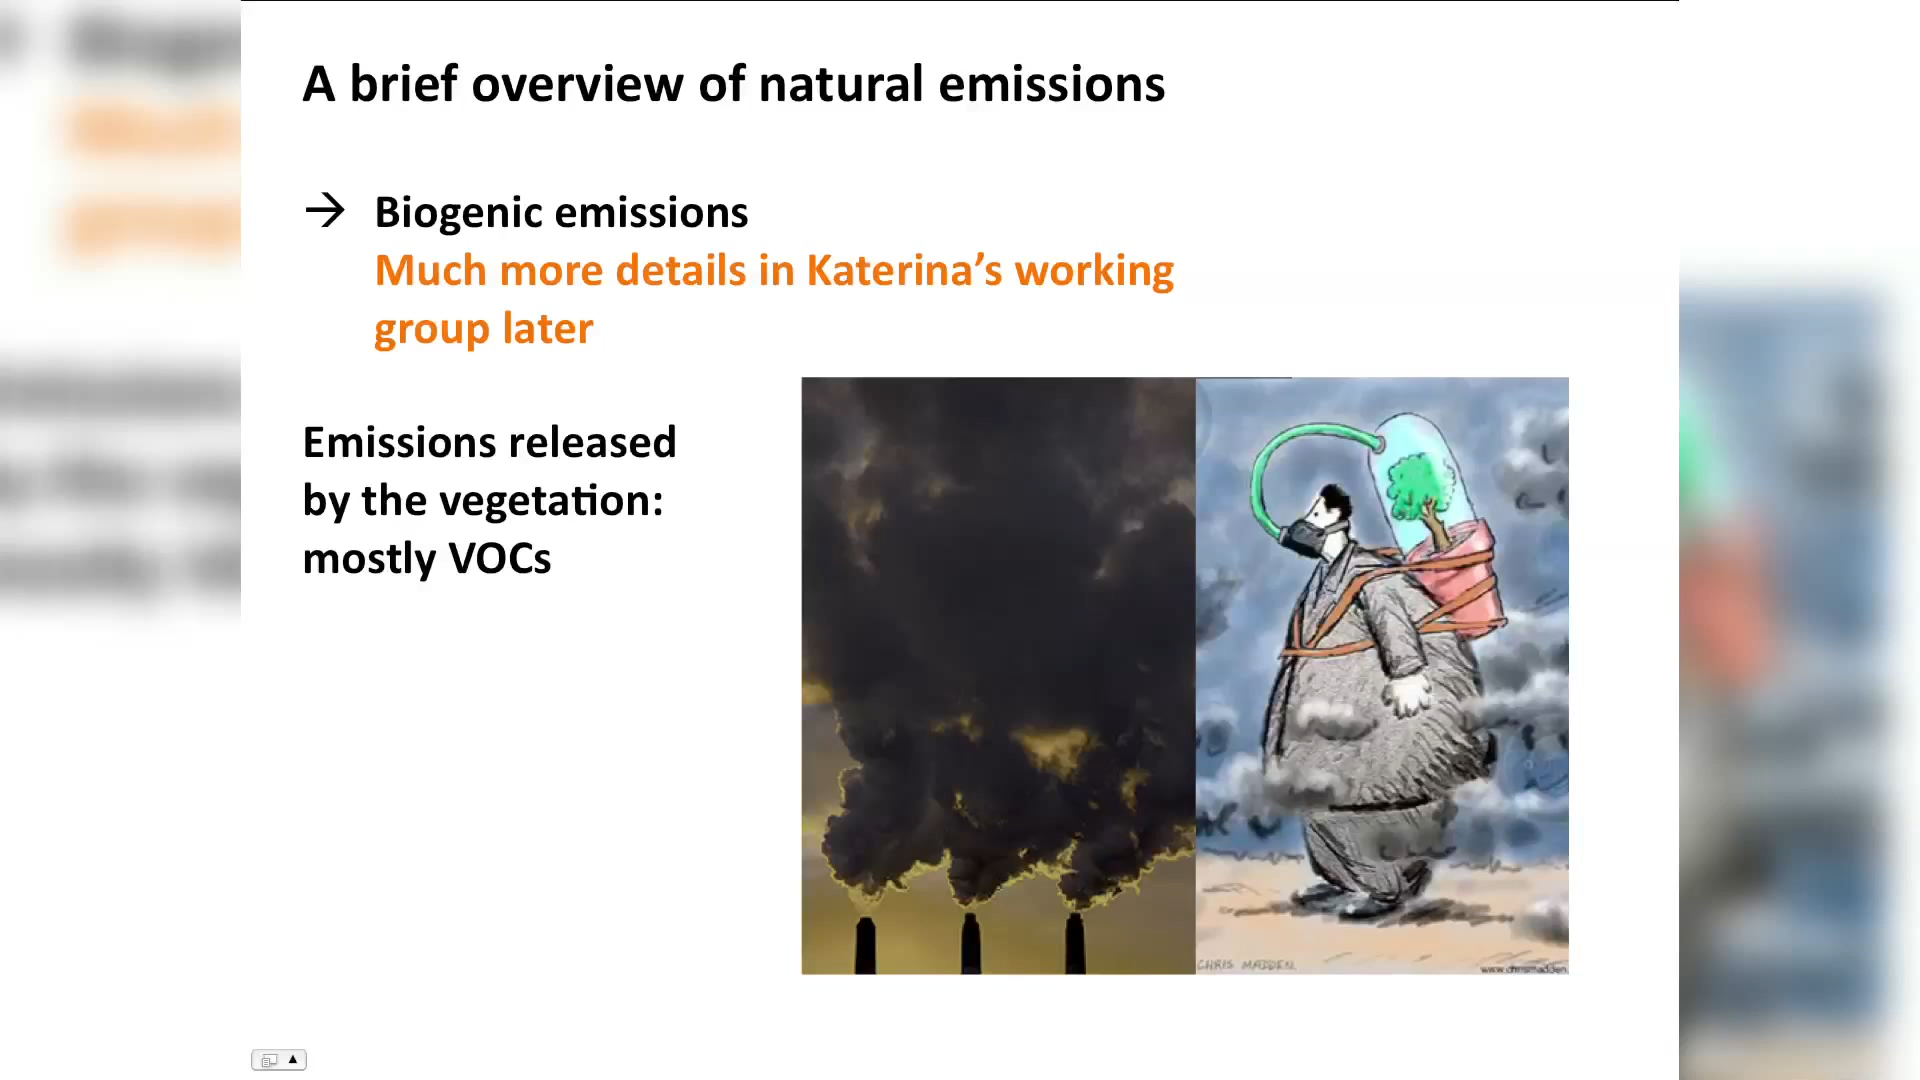 A brief overview of natural emissions
→ Biogenic emissions
Much more details in Katerina’s working
group later
Emissions released
by the vegetation:
mostly VOCs
CHRIS MADDEN.
www.chrismadden.